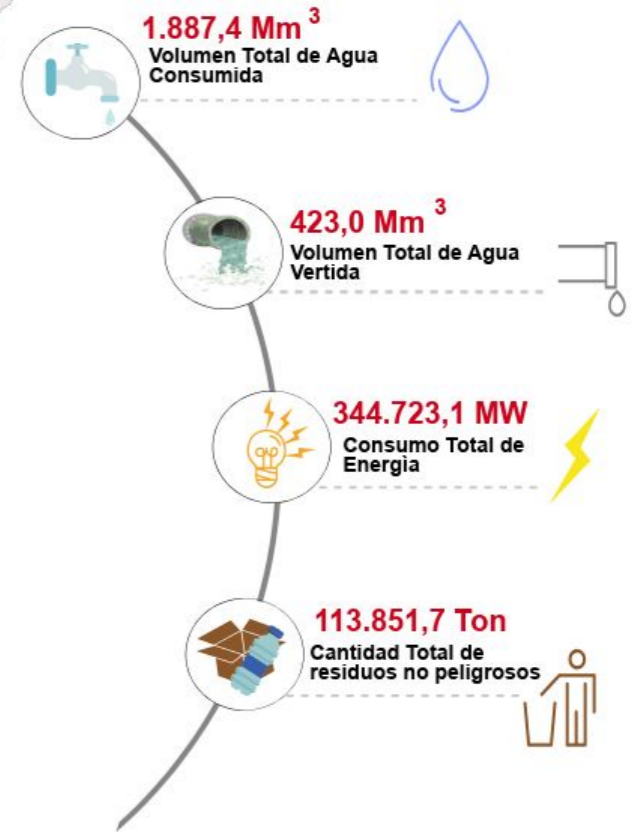 1.887,4 Mm ³
Volumen Total de Agua
Consumida
423,0 Mm ³
Volumen Total de Agua
Vertida
344.723,1 MW
Consumo Total de
Energìa
113.851,7 Ton
Cantidad Total de
residuos no peligrosos